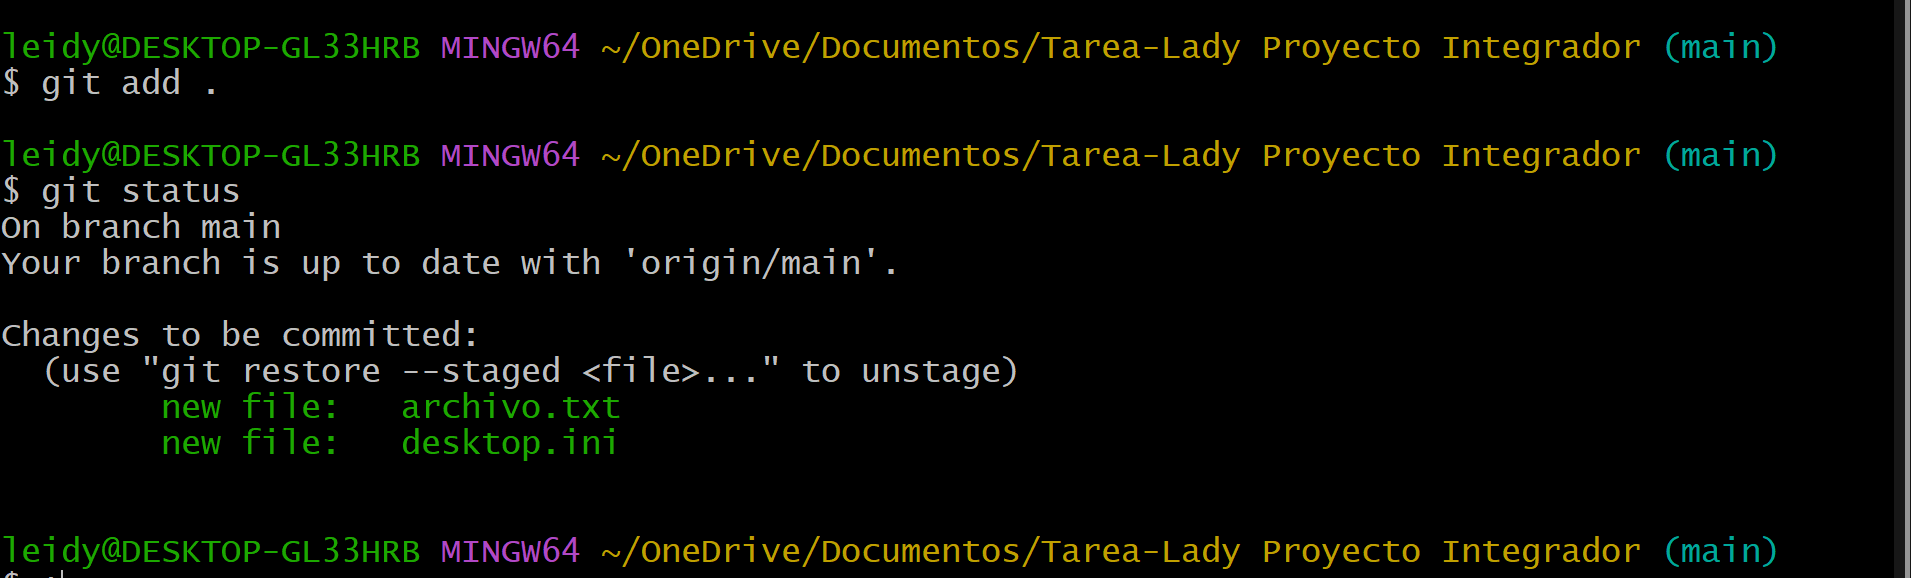 leidy@DESKTOP-GL33HRB MINGW64 ~/OneDrive/Documentos/Tarea-Lady Proyecto Integrador (main)
$ git add .
leidy@DESKTOP-GL33HRB MINGW64 ~/OneDrive/Documentos/Tarea-Lady Proyecto Integrador (main)
$ git status
On branch main
Your branch is up to date with 'origin/main'.
Changes to be committed:
  (use "git restore --staged <file>..." to unstage)
        new file:   archivo.txt
        new file:   desktop.ini
leidy@DESKTOP-GL33HRB MINGW64 ~/OneDrive/Documentos/Tarea-Lady Proyecto Integrador (main)
$